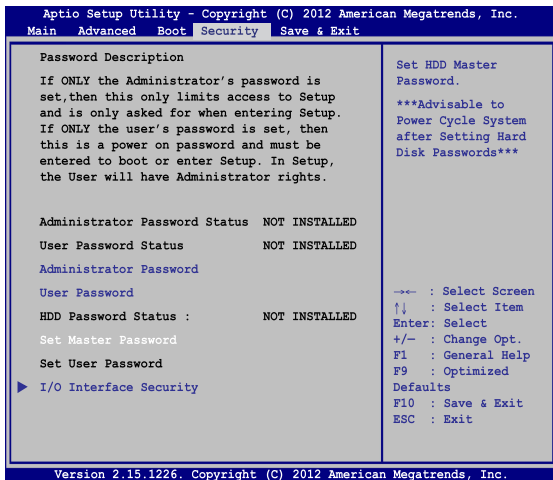 Aptio Setup Utility - Copyright (C) 2012 American Megatrends, Inc.
Main Advanced Boot Security Save & Exit
Password Description
If ONLY the Administrator's password is
set,then this only limits access to Setup
and is only asked for when entering Setup.
If ONLY the user's password is set, then
this is a power on password and must be
entered to boot or enter Setup. In Setup,
the User will have Administrator rights.
Administrator Password Status NOT INSTALLED
User Password Status NOT INSTALLED
Administrator Password
User Password
HDD Password Status : NOT INSTALLED
Set Master Password
Set User Password
I/O Interface Security
Set HDD Master
Password.
***Advisable to
Power Cycle System
after Setting Hard
Disk Passwords***
→← : Select Screen
↑↓ : Select Item
Enter: Select
+/— : Change Opt.
F1 : General Help
F9 : Optimized
Defaults
F10 : Save & Exit
ESC : Exit
Version 2.15.1226. Copyright (C) 2012 American Megatrends, Inc.